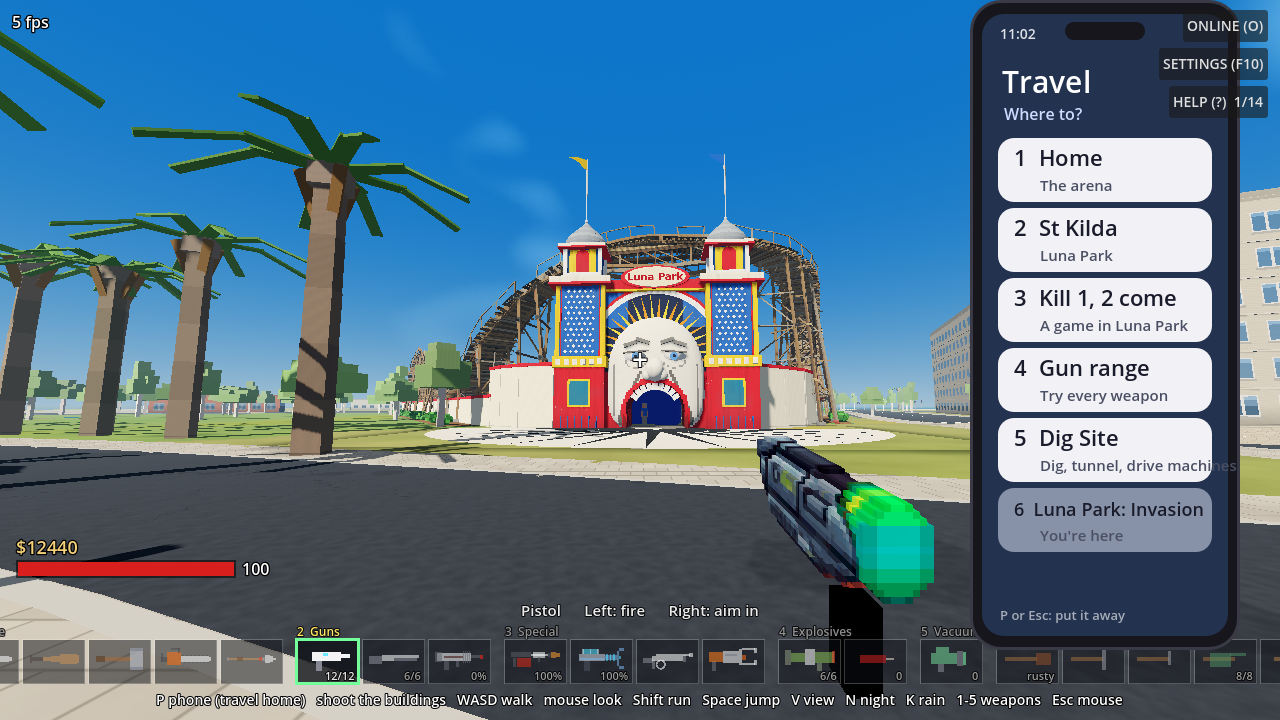 5 fps
11:02
ONLINE (O)
SETTINGS (F10)
HELP (?) 1/14
Travel
Where to?
1 Home
The arena
2 St Kilda
Luna Park
3 Kill 1, 2 come
A game in Luna Park
4 Gun range
Try every weapon
5 Dig Site
Dig, tunnel, drive machines
6 Luna Park: Invasion
You're here
P or Esc: put it away
Luna Park
$12440
100
Pistol Left: fire Right: aim in
2 Guns 3 Special 4 Explosives 5 Vacuum
12/12 6/6 0% 100% 100% 6/6 0 0 rusty 8/8
P phone (travel home) shoot the buildings WASD walk mouse look Shift run Space jump V view N night K rain 1-5 weapons Esc mouse